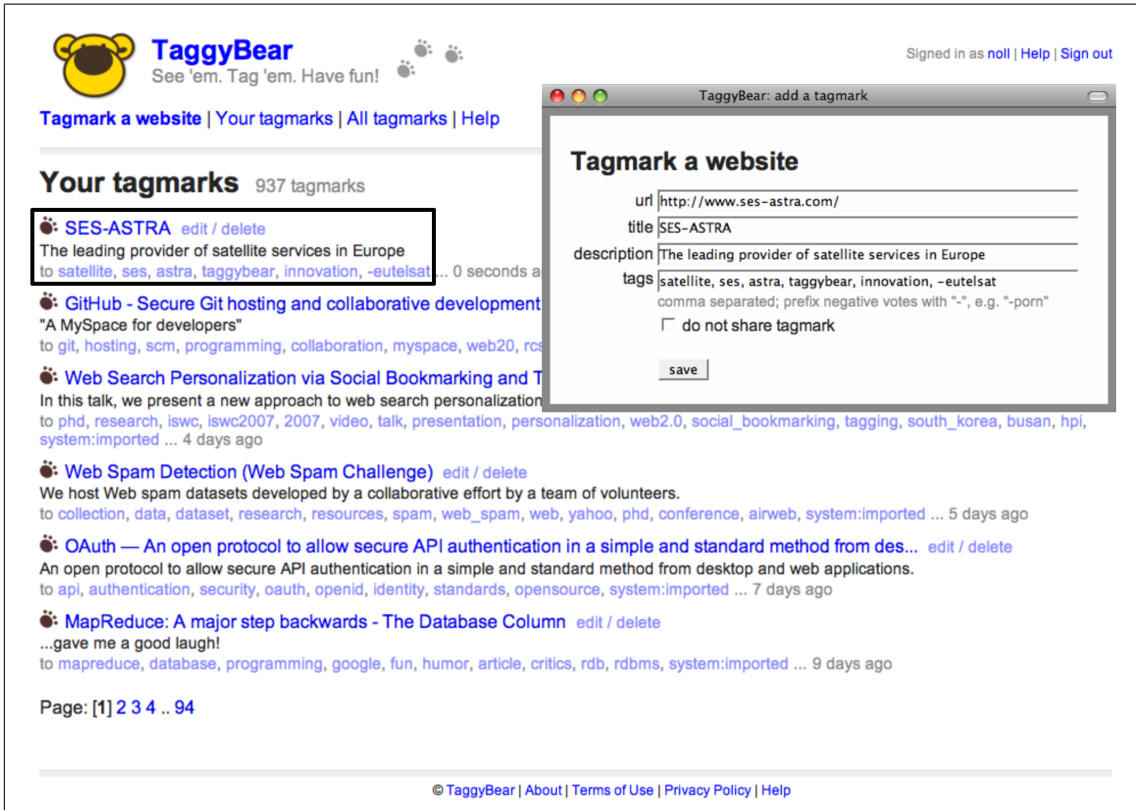 TaggyBear
See 'em. Tag 'em. Have fun!
Signed in as noll | Help | Sign out
Tagmark a website | Your tagmarks | All tagmarks | Help
Your tagmarks 937 tagmarks
SES-ASTRA edit / delete
The leading provider of satellite services in Europe
to satellite, ses, astra, taggybear, innovation, -eutelsat ... 0 seconds a
GitHub - Secure Git hosting and collaborative development
"A MySpace for developers"
to git, hosting, scm, programming, collaboration, myspace, web20, rcs
Web Search Personalization via Social Bookmarking and T
In this talk, we present a new approach to web search personalization
to phd, research, iswc, iswc2007, 2007, video, talk, presentation, personalization, web2.0, social_bookmarking, tagging, south_korea, busan, hpi,
system:imported ... 4 days ago
Web Spam Detection (Web Spam Challenge) edit / delete
We host Web spam datasets developed by a collaborative effort by a team of volunteers.
to collection, data, dataset, research, resources, spam, web_spam, web, yahoo, phd, conference, airweb, system:imported ... 5 days ago
OAuth — An open protocol to allow secure API authentication in a simple and standard method from des... edit / delete
An open protocol to allow secure API authentication in a simple and standard method from desktop and web applications.
to api, authentication, security, oauth, openid, identity, standards, opensource, system:imported ... 7 days ago
MapReduce: A major step backwards - The Database Column edit / delete
...gave me a good laugh!
to mapreduce, database, programming, google, fun, humor, article, critics, rdb, rdbms, system:imported ... 9 days ago
Page: [1] 2 3 4 .. 94
© TaggyBear | About | Terms of Use | Privacy Policy | Help
TaggyBear: add a tagmark
Tagmark a website
url http://www.ses-astra.com/
title SES-ASTRA
description The leading provider of satellite services in Europe
tags satellite, ses, astra, taggybear, innovation, -eutelsat
comma separated; prefix negative votes with "-", e.g. "-porn"
do not share tagmark
save